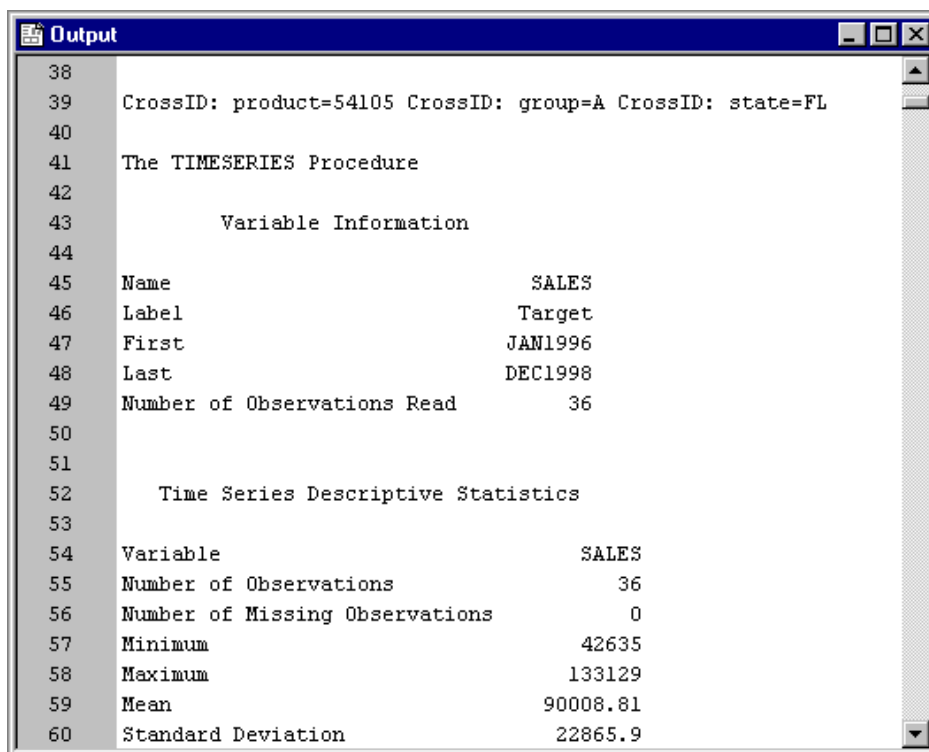 Output
38
39 CrossID: product=54105 CrossID: group=A CrossID: state=FL
40
41 The TIMESERIES Procedure
42
43 Variable Information
44
45 Name SALES
46 Label Target
47 First JAN1996
48 Last DEC1998
49 Number of Observations Read 36
50
51
52 Time Series Descriptive Statistics
53
54 Variable SALES
55 Number of Observations 36
56 Number of Missing Observations 0
57 Minimum 42635
58 Maximum 133129
59 Mean 90008.81
60 Standard Deviation 22865.9